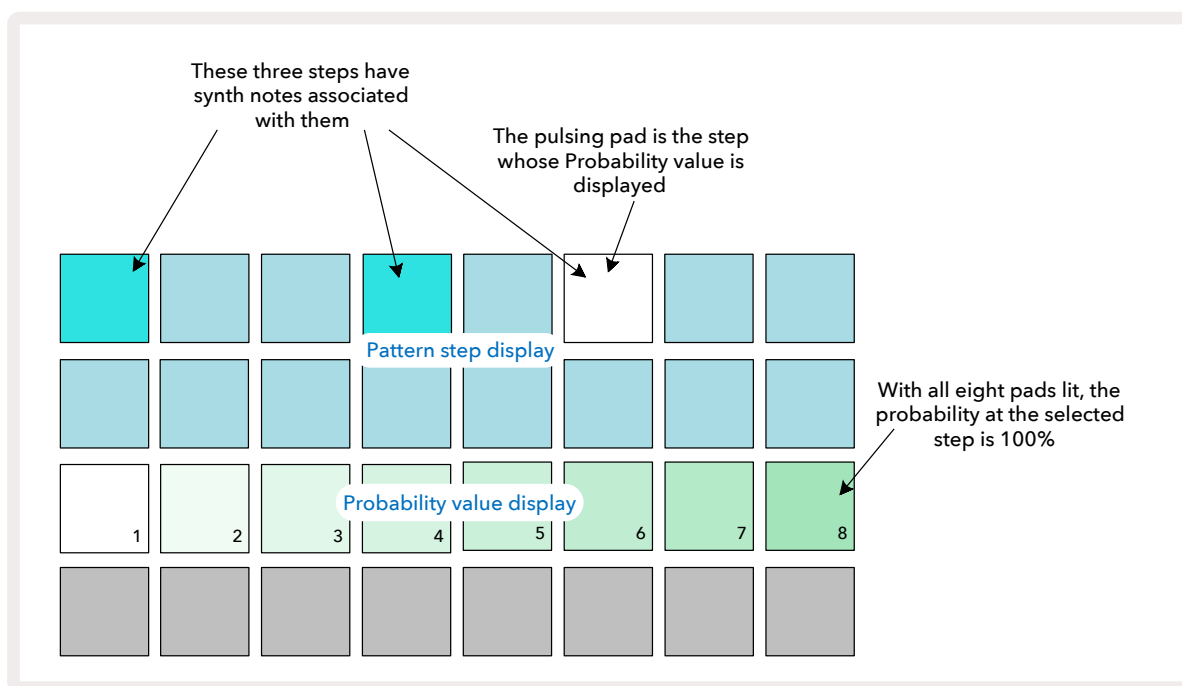 These three steps have
synth notes associated
with them
The pulsing pad is the step
whose Probability value is
displayed
Pattern step display
With all eight pads lit, the
probability at the selected
step is 100%
Probability value display
1 2 3 4 5 6 7 8